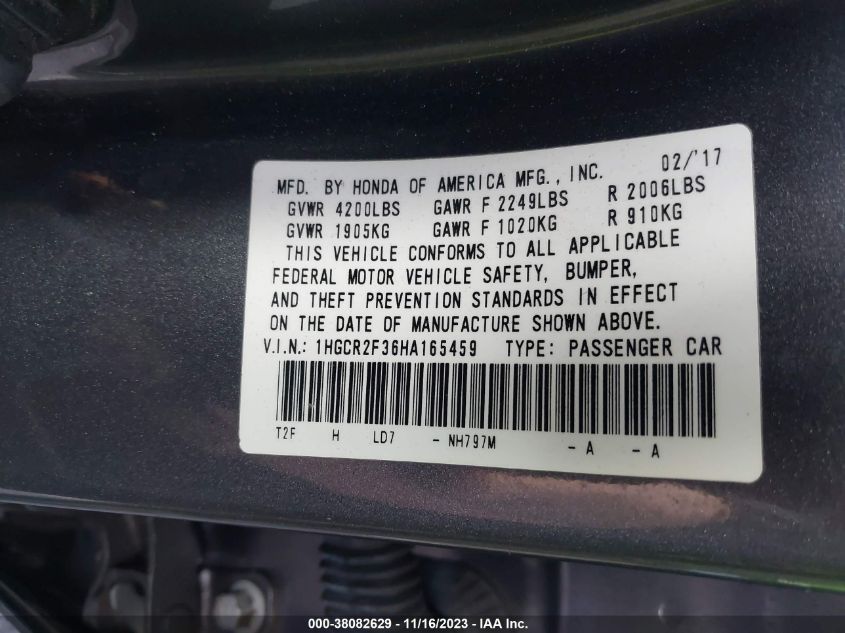 MFD. BY HONDA OF AMERICA MFG., INC. 02/'17
GVWR 4200LBS GAWR F 2249LBS R 2006LBS
GVWR 1905KG GAWR F 1020KG R 910KG
THIS VEHICLE CONFORMS TO ALL APPLICABLE
FEDERAL MOTOR VEHICLE SAFETY, BUMPER,
AND THEFT PREVENTION STANDARDS IN EFFECT
ON THE DATE OF MANUFACTURE SHOWN ABOVE.
V.I.N.: 1HGCR2F36HA165459 TYPE: PASSENGER CAR
T2F H LD7 - NH797M - A - A
000-38082629 - 11/16/2023 - IAA Inc.